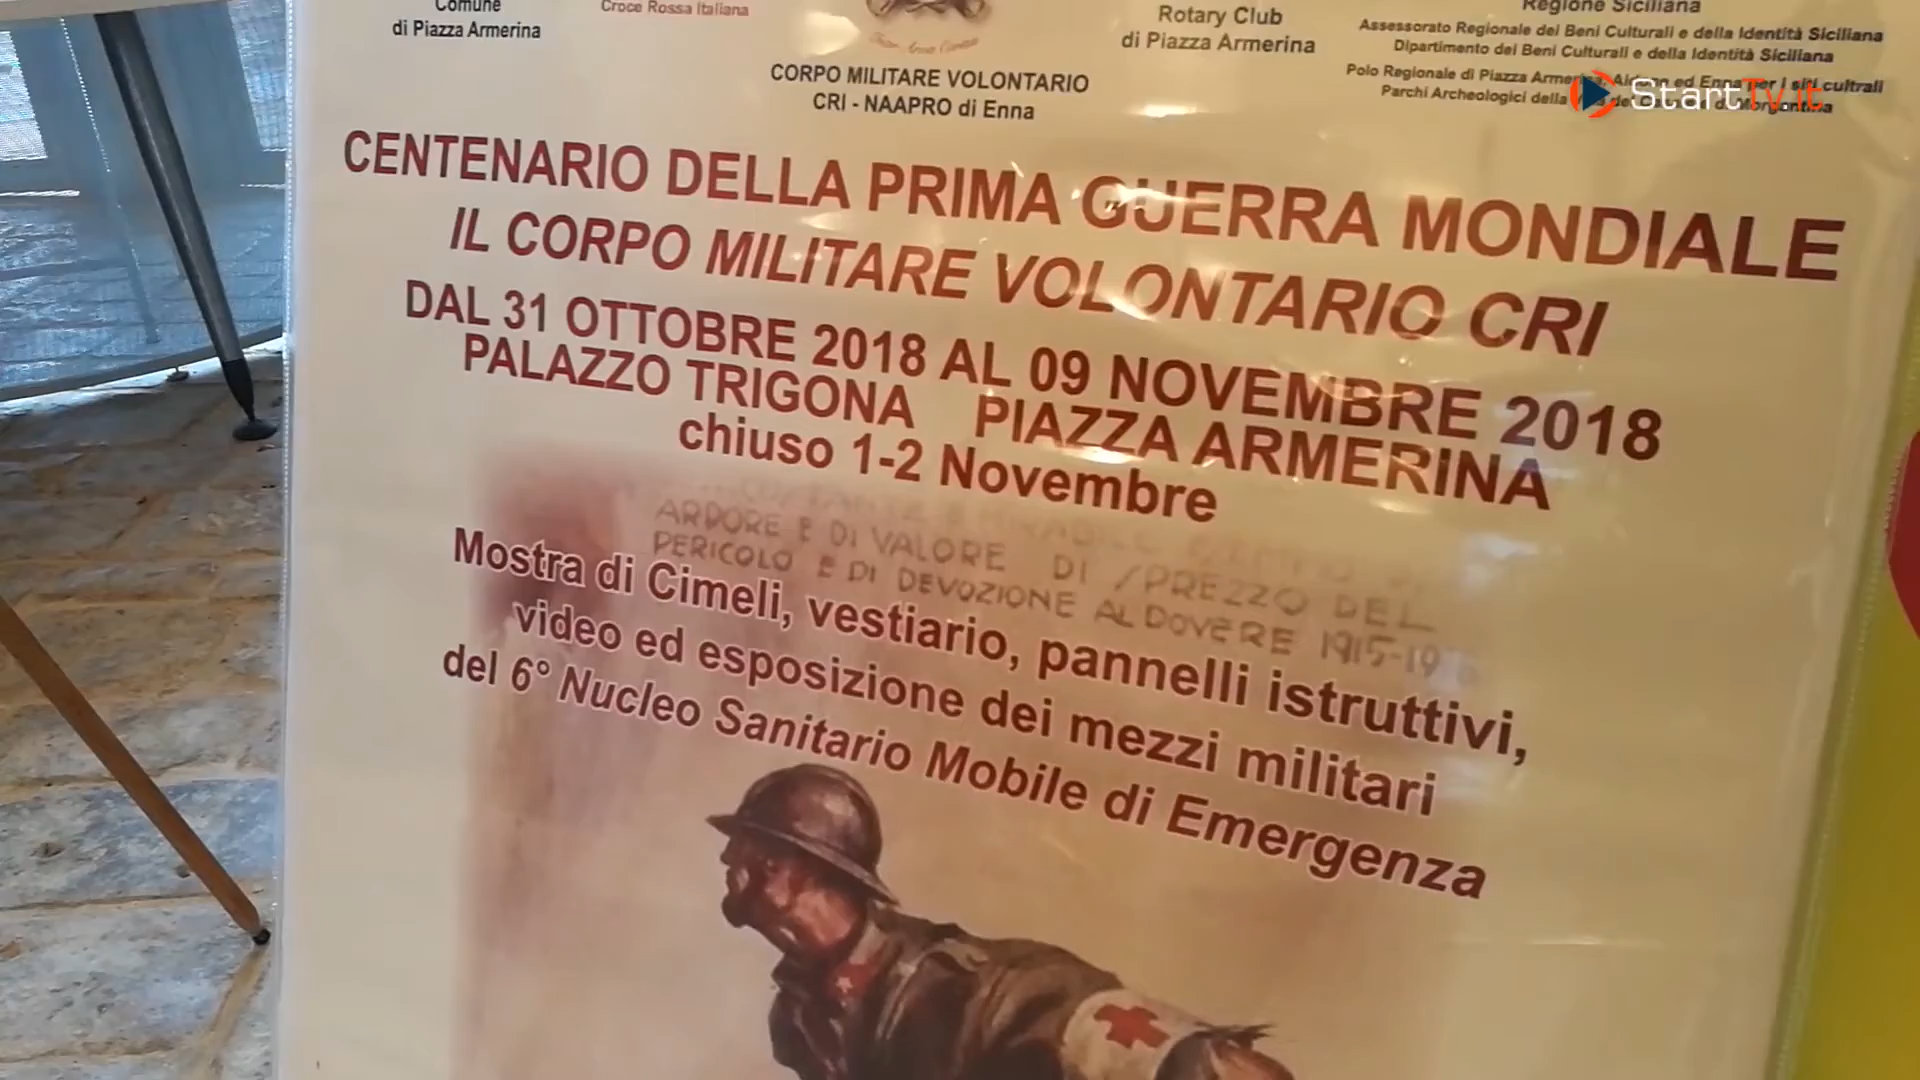 Comune
di Piazza Armerina
Croce Rossa Italiana
CORPO MILITARE VOLONTARIO
CRI - NAAPRO di Enna
Rotary Club
di Piazza Armerina
Regione Siciliana
Assessorato Regionale dei Beni Culturali e della Identità Siciliana
Dipartimento dei Beni Culturali e della Identità Siciliana
Polo Regionale di Piazza Armerina, Aidone ed Enna per i siti cultrali
Parchi Archeologici della
StartTv.it
CENTENARIO DELLA PRIMA GUERRA MONDIALE
IL CORPO MILITARE VOLONTARIO CRI
DAL 31 OTTOBRE 2018 AL 09 NOVEMBRE 2018
PALAZZO TRIGONA PIAZZA ARMERINA
chiuso 1-2 Novembre
ARDORE E DI VALORE DI SPREZZO DEL
PERICOLO E DI DEVOZIONE AL DOVERE 1915-19
Mostra di Cimeli, vestiario, pannelli istruttivi,
video ed esposizione dei mezzi militari
del 6° Nucleo Sanitario Mobile di Emergenza